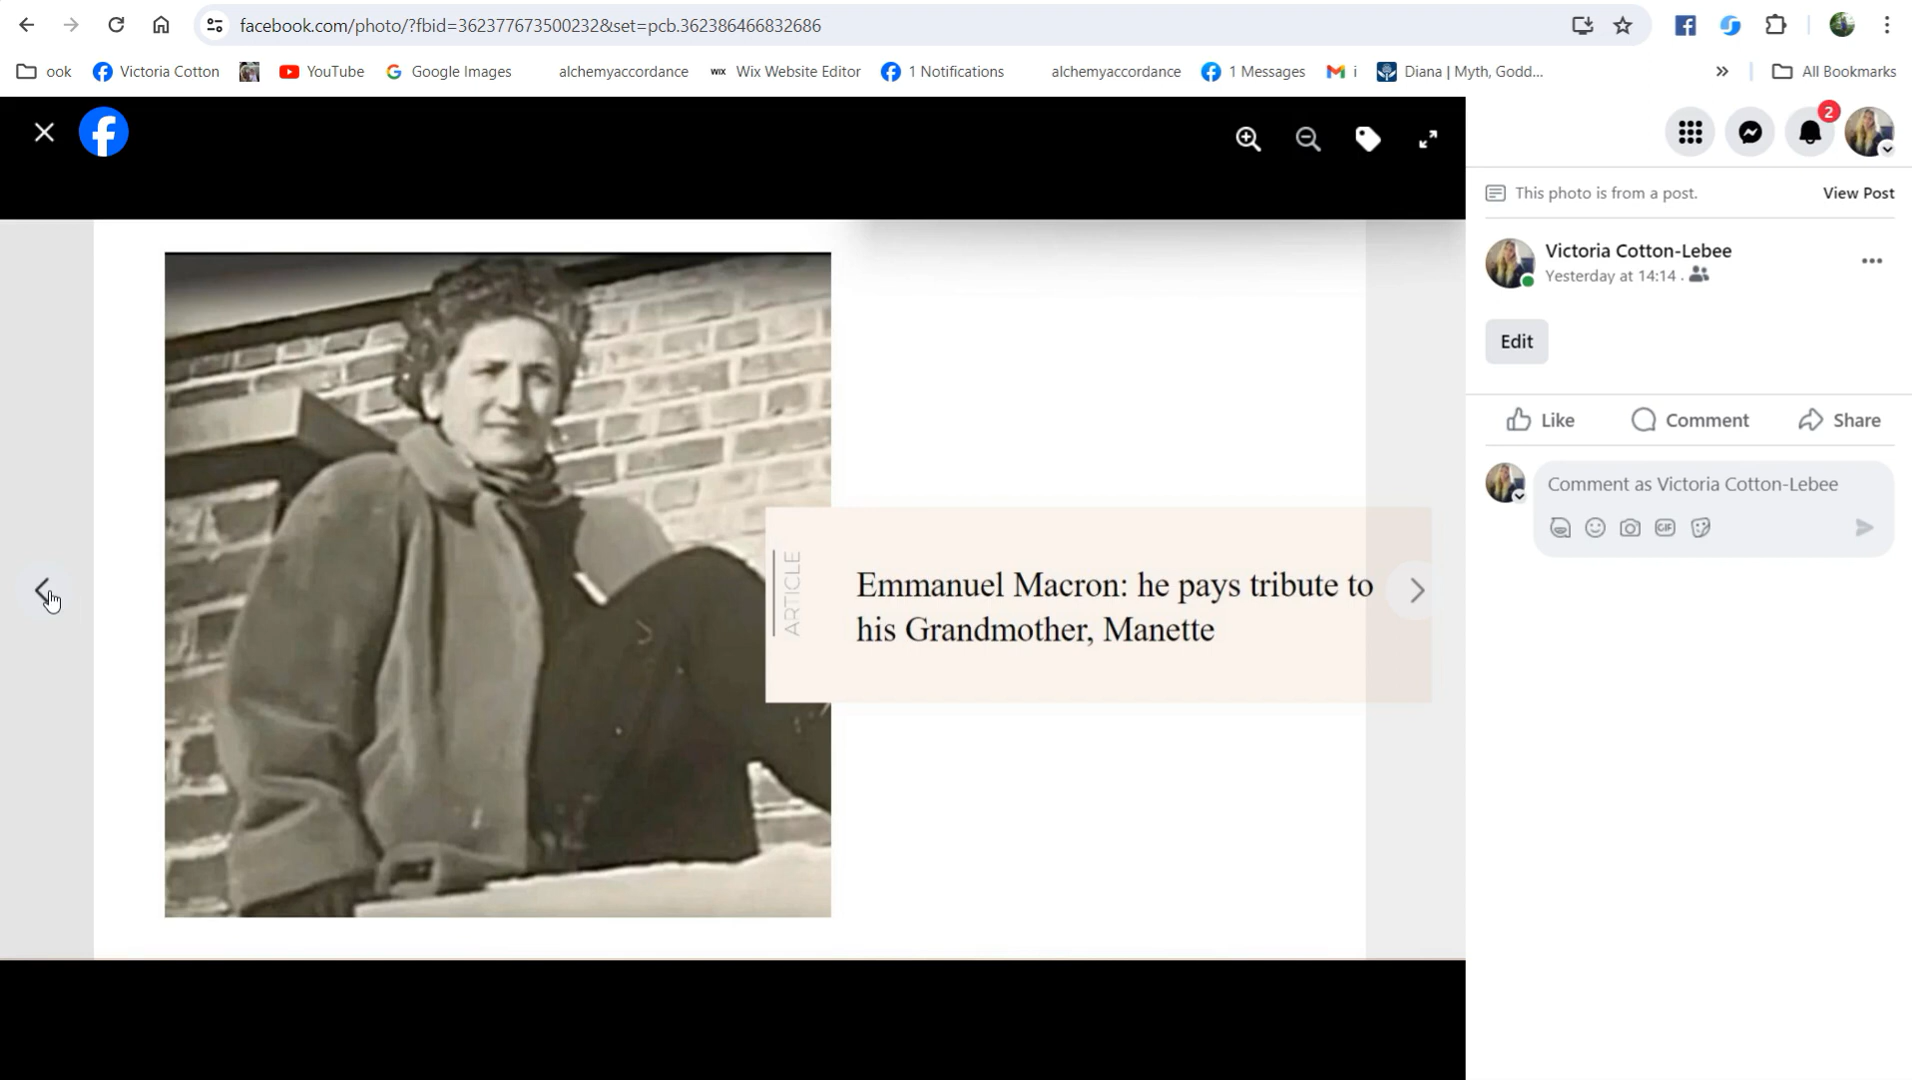 facebook.com/photo/?fbid=362377673500232&set=pcb.362386466832686
ook
Victoria Cotton
YouTube
Google Images
alchemyaccordance
WIX Wix Website Editor
1 Notifications
alchemyaccordance
1 Messages
i
Diana | Myth, Godd...
All Bookmarks
2
This photo is from a post.
View Post
Victoria Cotton-Lebee
Yesterday at 14:14 .
Edit
Like
Comment
Share
Comment as Victoria Cotton-Lebee
GIF
ARTICLE
Emmanuel Macron: he pays tribute to
his Grandmother, Manette